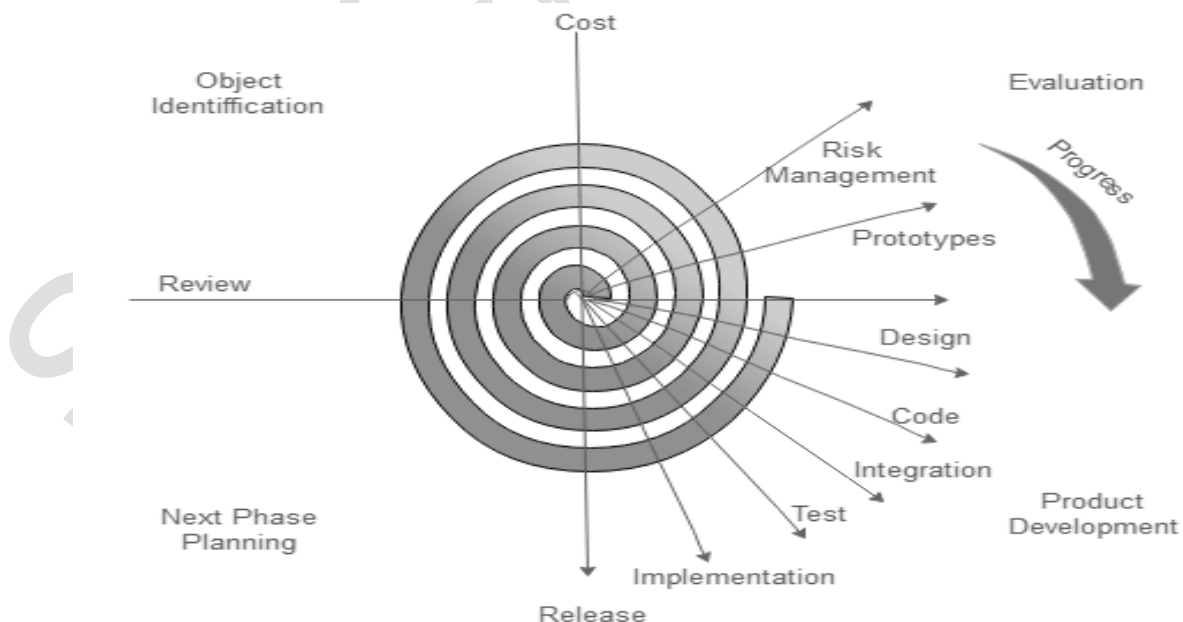 Cost
Object
Identiffication
Evaluation
Risk
Management
Progress
Prototypes
Review
Design
Code
Integration
Test
Product
Development
Next Phase
Planning
Implementation
Release